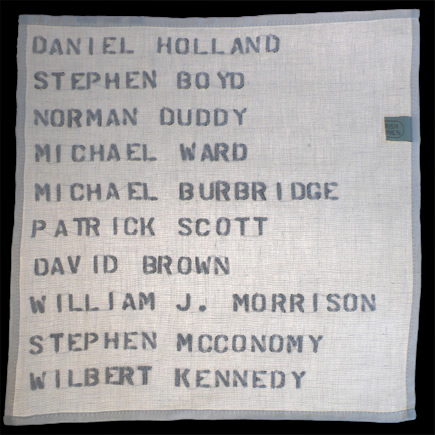 DANIEL HOLLAND
STEPHEN BOYD
NORMAN DUDDY
MICHAEL WARD
MICHAEL BURBRIDGE
PATRICK SCOTT
DAVID BROWN
WILLIAM J. MORRISON
STEPHEN MCCONOMY
WILBERT KENNEDY